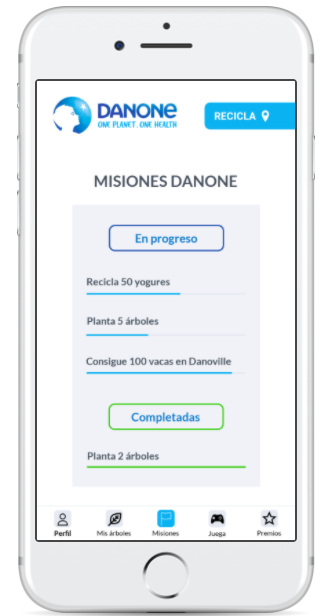 DANONE
ONE PLANET. ONE HEALTH
RECICLA
MISIONES DANONE
En progreso
Recicla 50 yogures
Planta 5 árboles
Consigue 100 vacas en Danoville
Completadas
Planta 2 árboles
Perfil Mis árboles Misiones Juega Premios